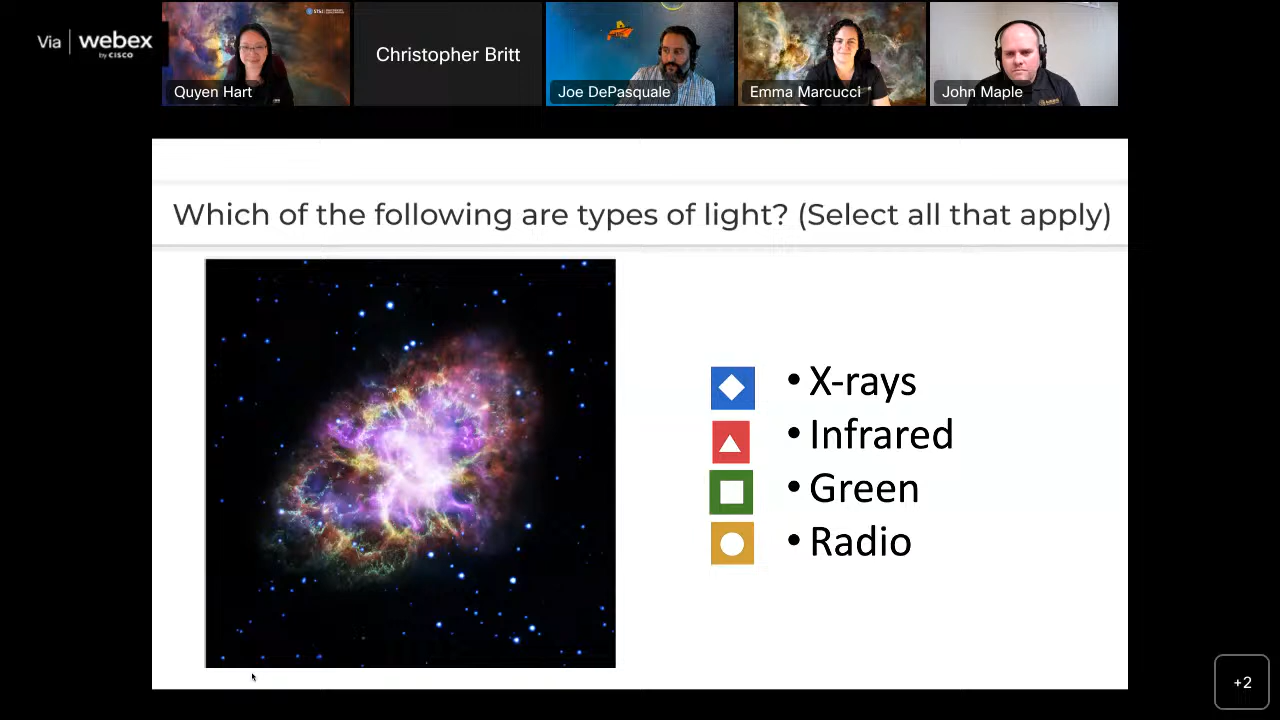 Via webex
by CISCO
Quyen Hart
Christopher Britt
Joe DePasquale
Emma Marcucci
John Maple
Which of the following are types of light? (Select all that apply)
• X-rays
• Infrared
• Green
• Radio
+2